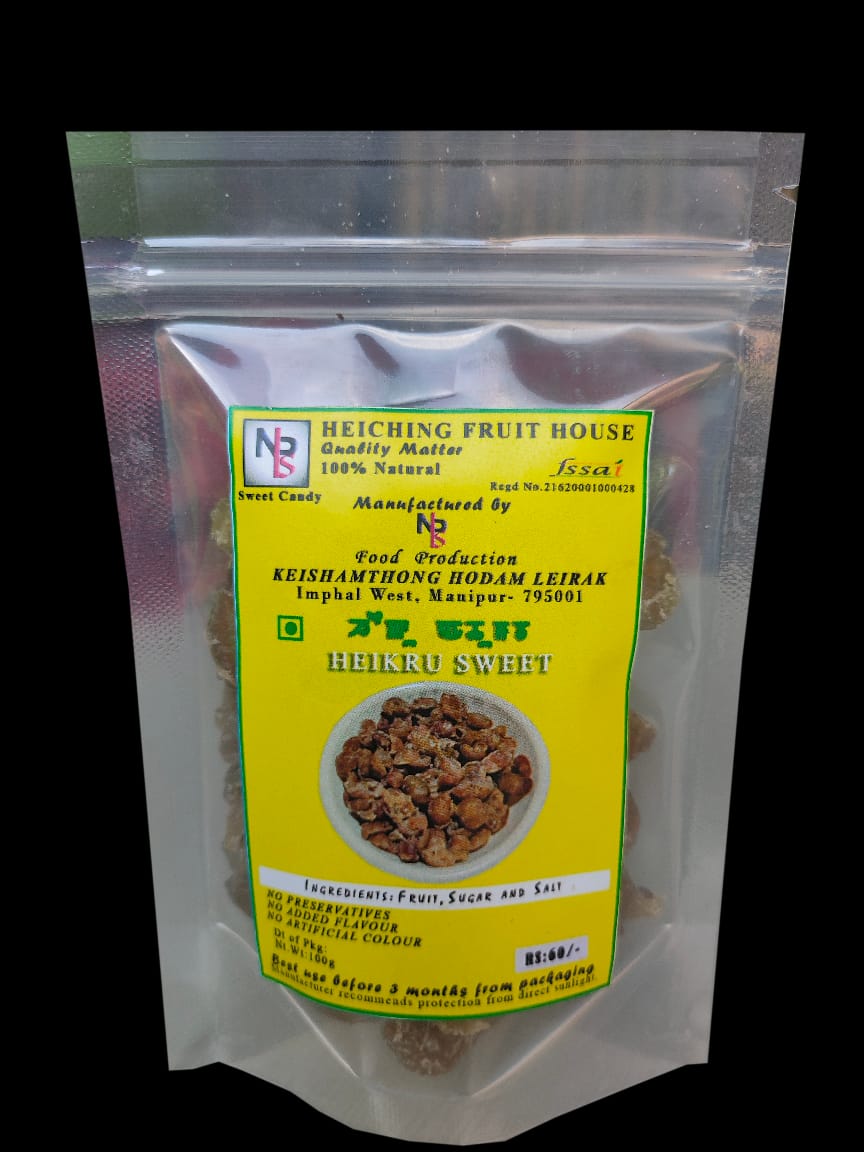 NPS
HEICHING FRUIT HOUSE
Quality Matter
100% Natural
fssai
Regd No.21620001000428
Sweet Candy
Manufactured by
NPS
Food Production
KEISHAMTHONG HODAM LEIRAK
Imphal West, Manipur- 795001
HEIKRU SWEET
INGREDIENTS: FRUIT, SUGAR AND SALT
NO PRESERVATIVES
NO ADDED FLAVOUR
NO ARTIFICIAL COLOUR
Dt of Pkg:
Nt.Wt:100g
RS:60/-
Best use before 3 months from packaging
Manufacturer recommends protection from direct sunlight.